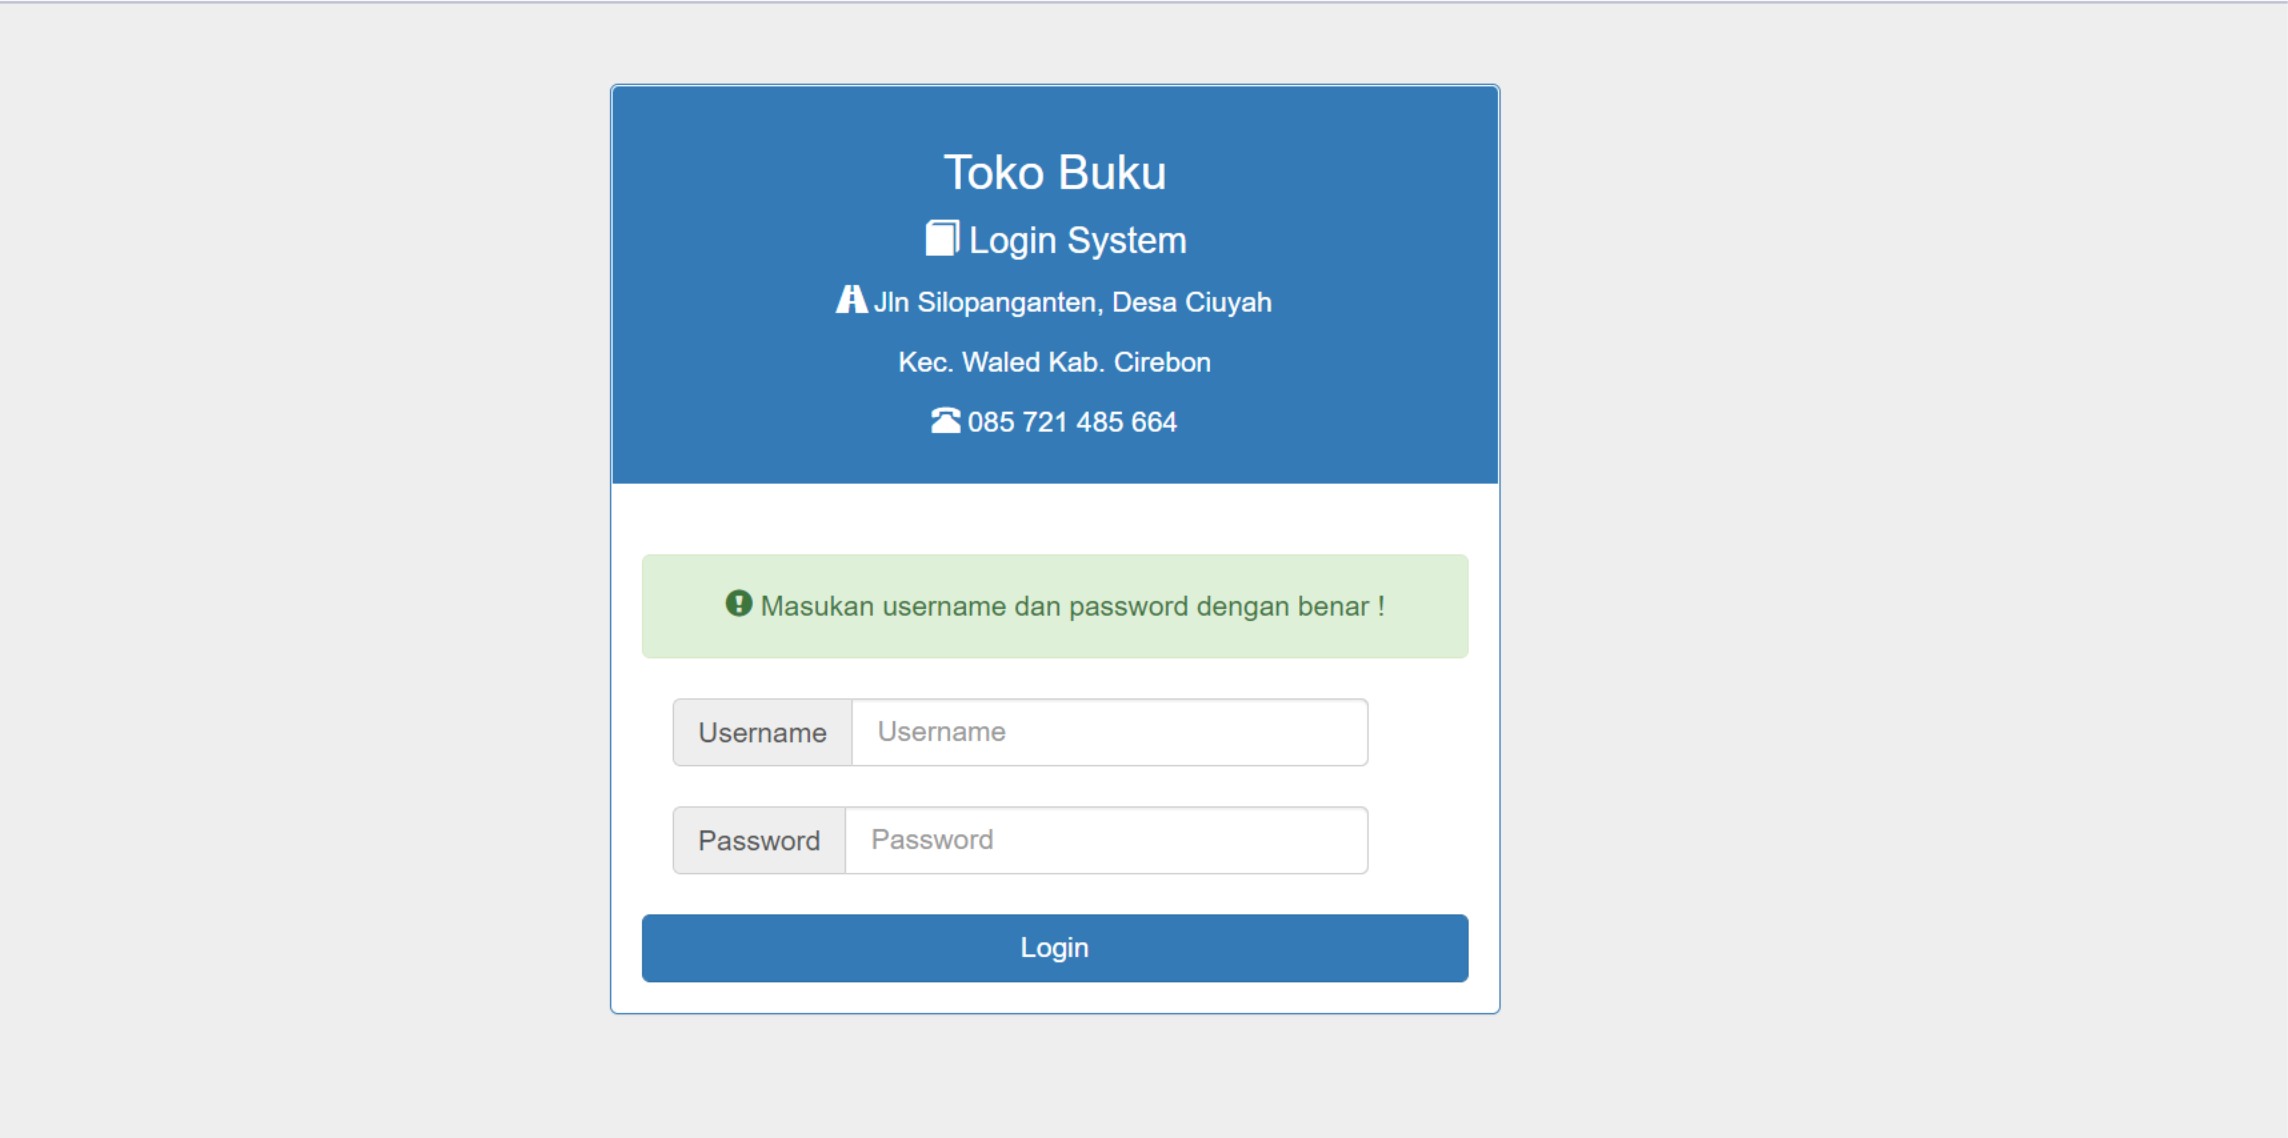 Toko Buku
Login System
Jln Silopanganten, Desa Ciuyah
Kec. Waled Kab. Cirebon
085 721 485 664
Masukan username dan password dengan benar !
Username Username
Password Password
Login